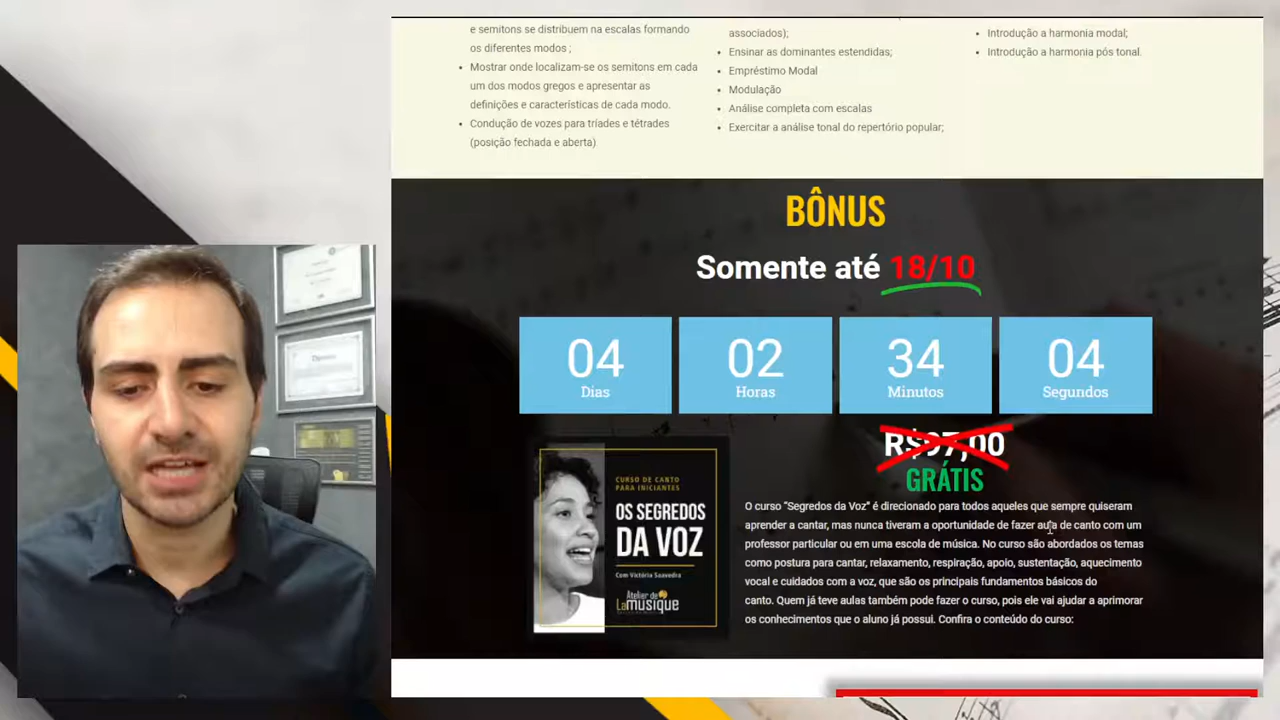 e semitons se distribuem na escalas formando
os diferentes modos ;
Mostrar onde localizam-se os semitons em cada
um dos modos gregos e apresentar as
definições e características de cada modo.
Condução de vozes para tríades e tétrades
(posição fechada e aberta)
associados);
Ensinar as dominantes estendidas;
Empréstimo Modal
Modulação
Análise completa com escalas
Exercitar a análise tonal do repertório popular;
Introdução a harmonia modal;
Introdução a harmonia pós tonal.
BÔNUS
Somente até 18/10
04 02 34 04
Dias Horas Minutos Segundos
R$97,00
GRÁTIS
CURSO DE CANTO
PARA INICIANTES
OS SEGREDOS
DA VOZ
Com Victória Saavedra
Atelier de
LaMusique
O curso "Segredos da Voz" é direcionado para todos aqueles que sempre quiseram
aprender a cantar, mas nunca tiveram a oportunidade de fazer aula de canto com um
professor particular ou em uma escola de música. No curso são abordados os temas
como postura para cantar, relaxamento, respiração, apoio, sustentação, aquecimento
vocal e cuidados com a voz, que são os principais fundamentos básicos do
canto. Quem já teve aulas também pode fazer o curso, pois ele vai ajudar a aprimorar
os conhecimentos que o aluno já possui. Confira o conteúdo do curso: